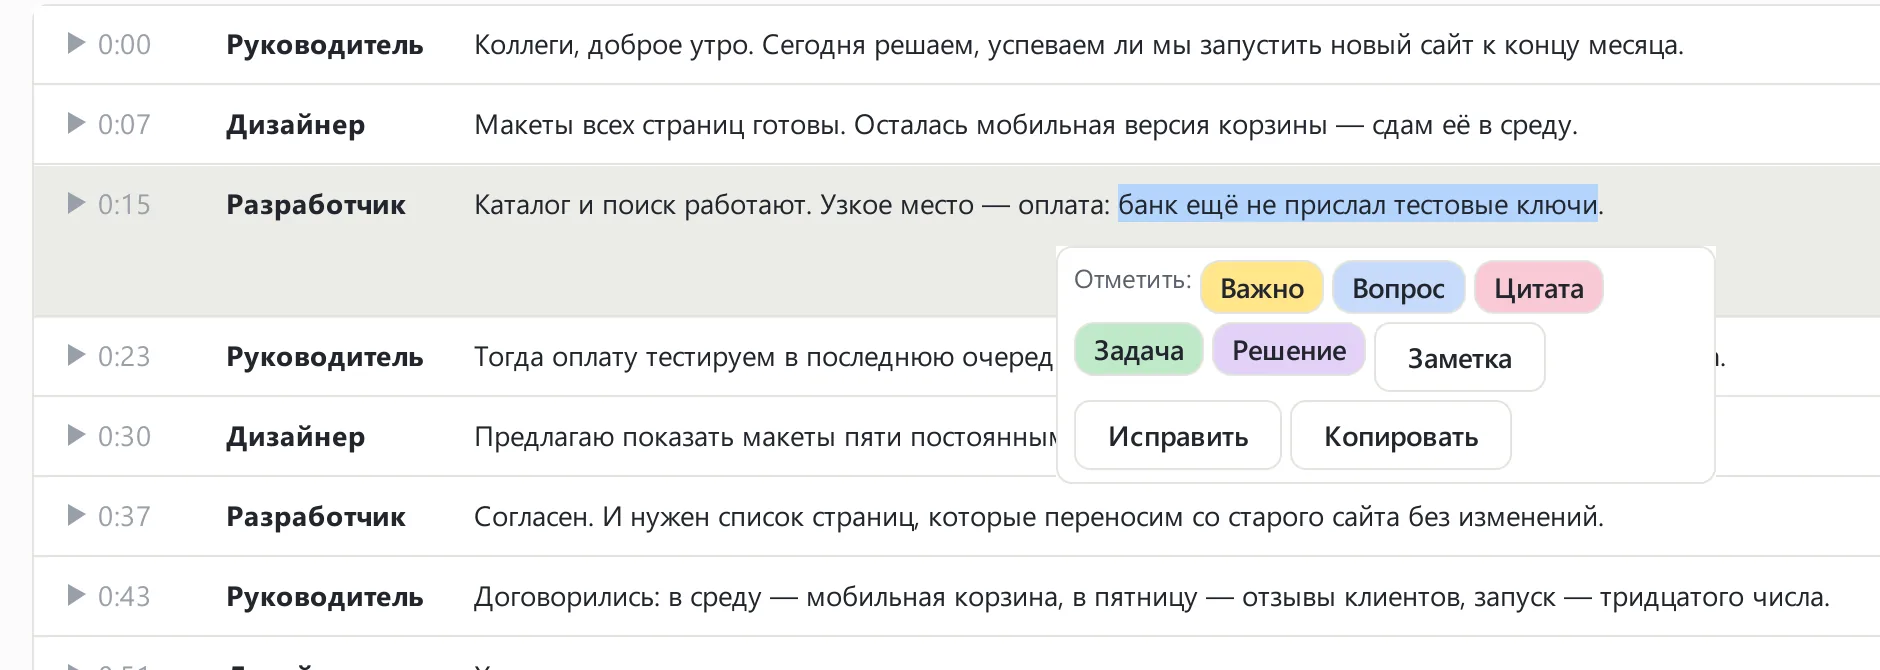 0:00 Руководитель Коллеги, доброе утро. Сегодня решаем, успеваем ли мы запустить новый сайт к концу месяца.
0:07 Дизайнер Макеты всех страниц готовы. Осталась мобильная версия корзины — сдам её в среду.
0:15 Разработчик Каталог и поиск работают. Узкое место — оплата: банк ещё не прислал тестовые ключи.
Отметить: Важно Вопрос Цитата
Задача Решение Заметка
Исправить Копировать
0:23 Руководитель Тогда оплату тестируем в последнюю
0:30 Дизайнер Предлагаю показать макеты пяти
0:37 Разработчик Согласен. И нужен список страниц, которые переносим со старого сайта без изменений.
0:43 Руководитель Договорились: в среду — мобильная корзина, в пятницу — отзывы клиентов, запуск — тридцатого числа.